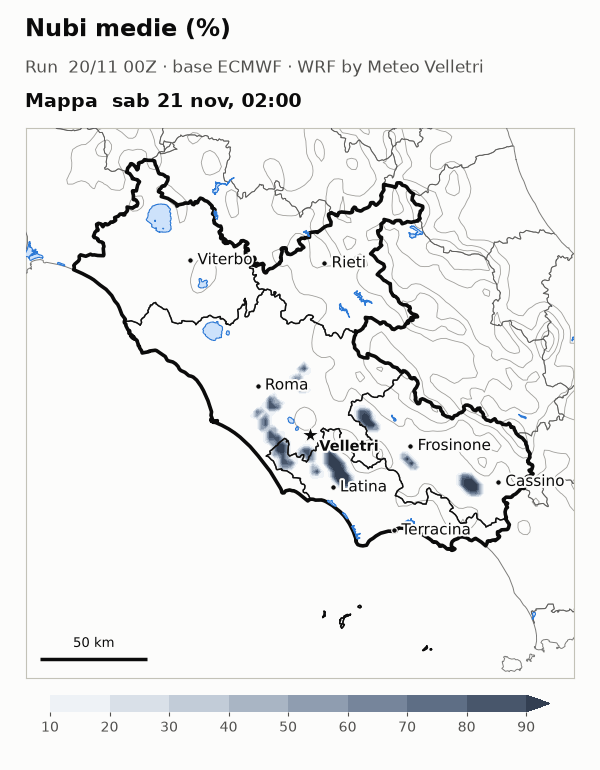 Nubi medie (%)
Run  20/11 00Z · base ECMWF · WRF by Meteo Velletri
Mappa  sab 21 nov, 02:00
Viterbo
Rieti
Roma
Velletri
Frosinone
Cassino
Latina
Terracina
50 km
10 20 30 40 50 60 70 80 90